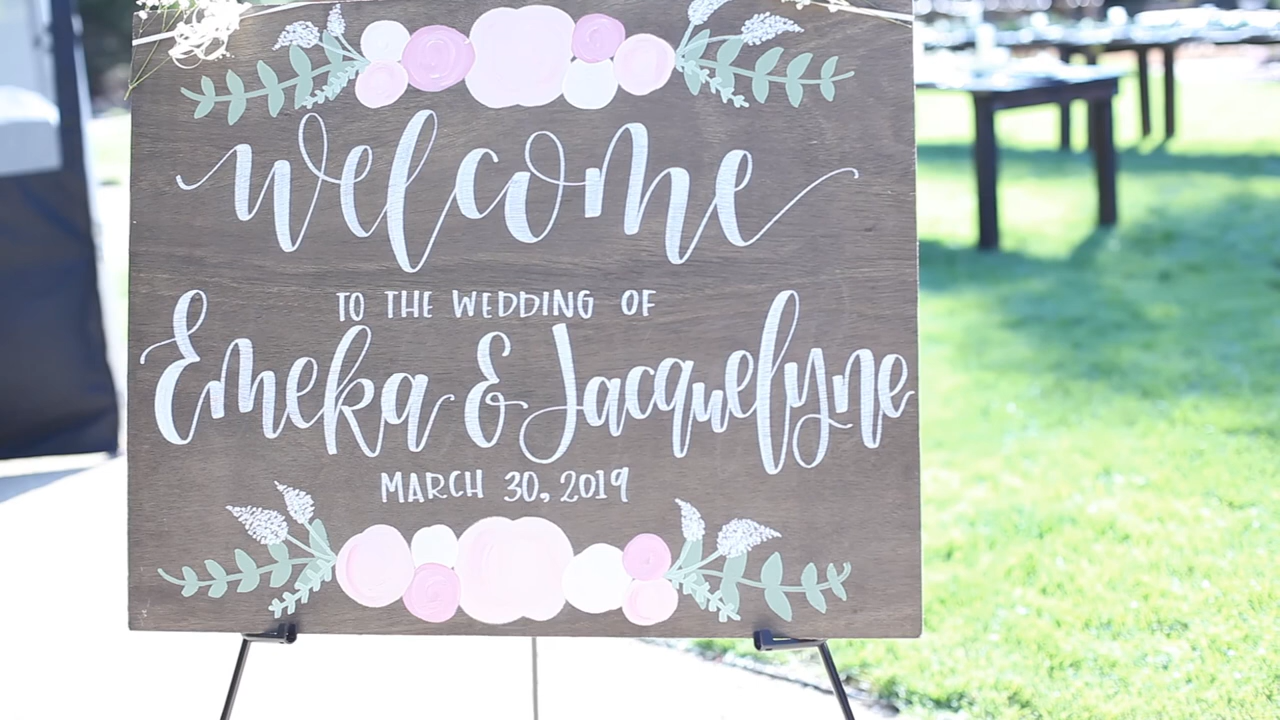 welcome
TO THE WEDDING OF
Emeka & Jacquelyne
MARCH 30, 2019